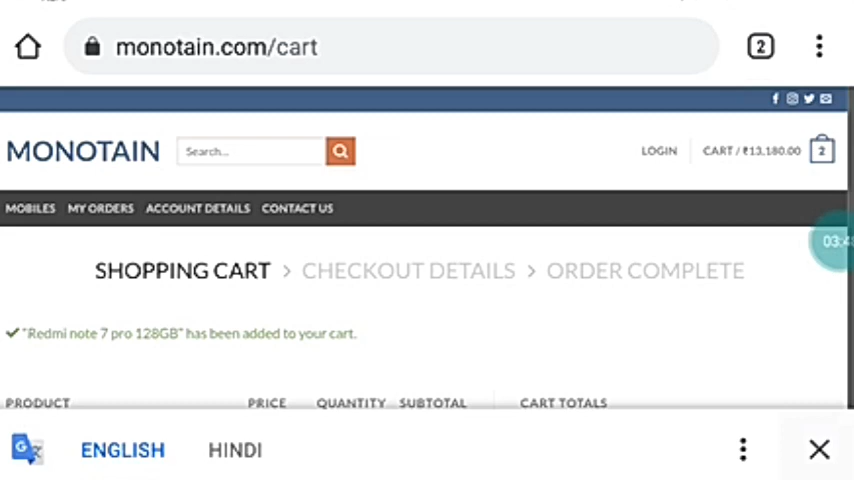 monotain.com/cart
2
MONOTAIN
Search...
LOGIN
CART / ₹13,180.00
2
MOBILES MY ORDERS ACCOUNT DETAILS CONTACT US
SHOPPING CART > CHECKOUT DETAILS > ORDER COMPLETE
"Redmi note 7 pro 128GB" has been added to your cart.
PRODUCT PRICE QUANTITY SUBTOTAL CART TOTALS
ENGLISH HINDI